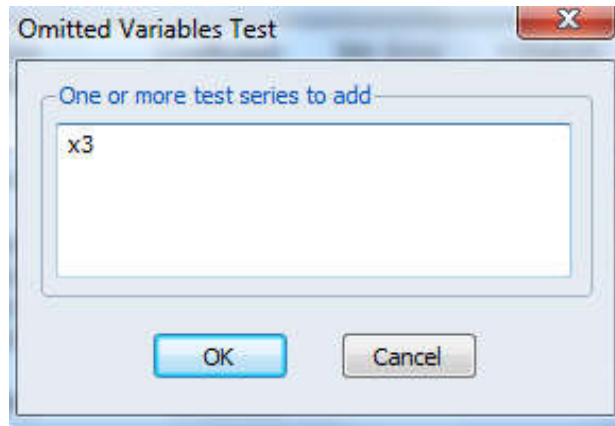 Omitted Variables Test
One or more test series to add
x3
OK
Cancel